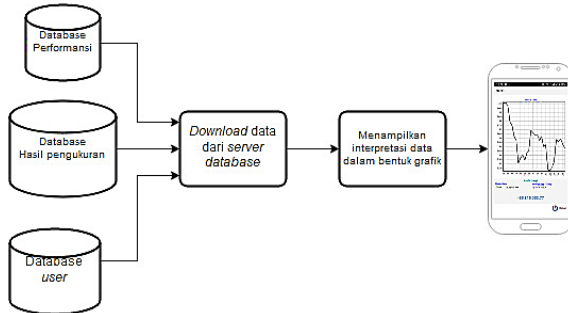 Database
Performansi
Database
Hasil pengukuran
Database
user
Download data
dari server
database
Menampilkan
interpretasi data
dalam bentuk grafik